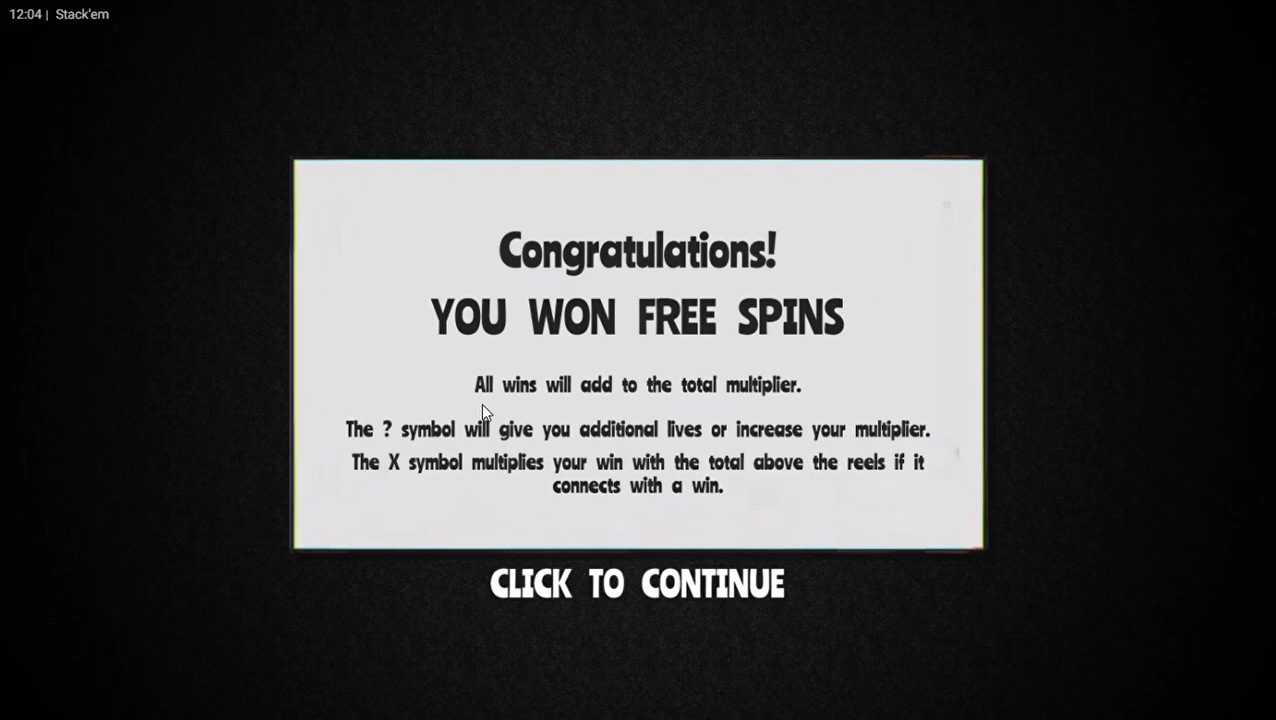 12:04 | Stack'em
Congratulations!
YOU WON FREE SPINS
All wins will add to the total multiplier.
The ? symbol will give you additional lives or increase your multiplier.
The X symbol multiplies your win with the total above the reels if it
connects with a win.
CLICK TO CONTINUE